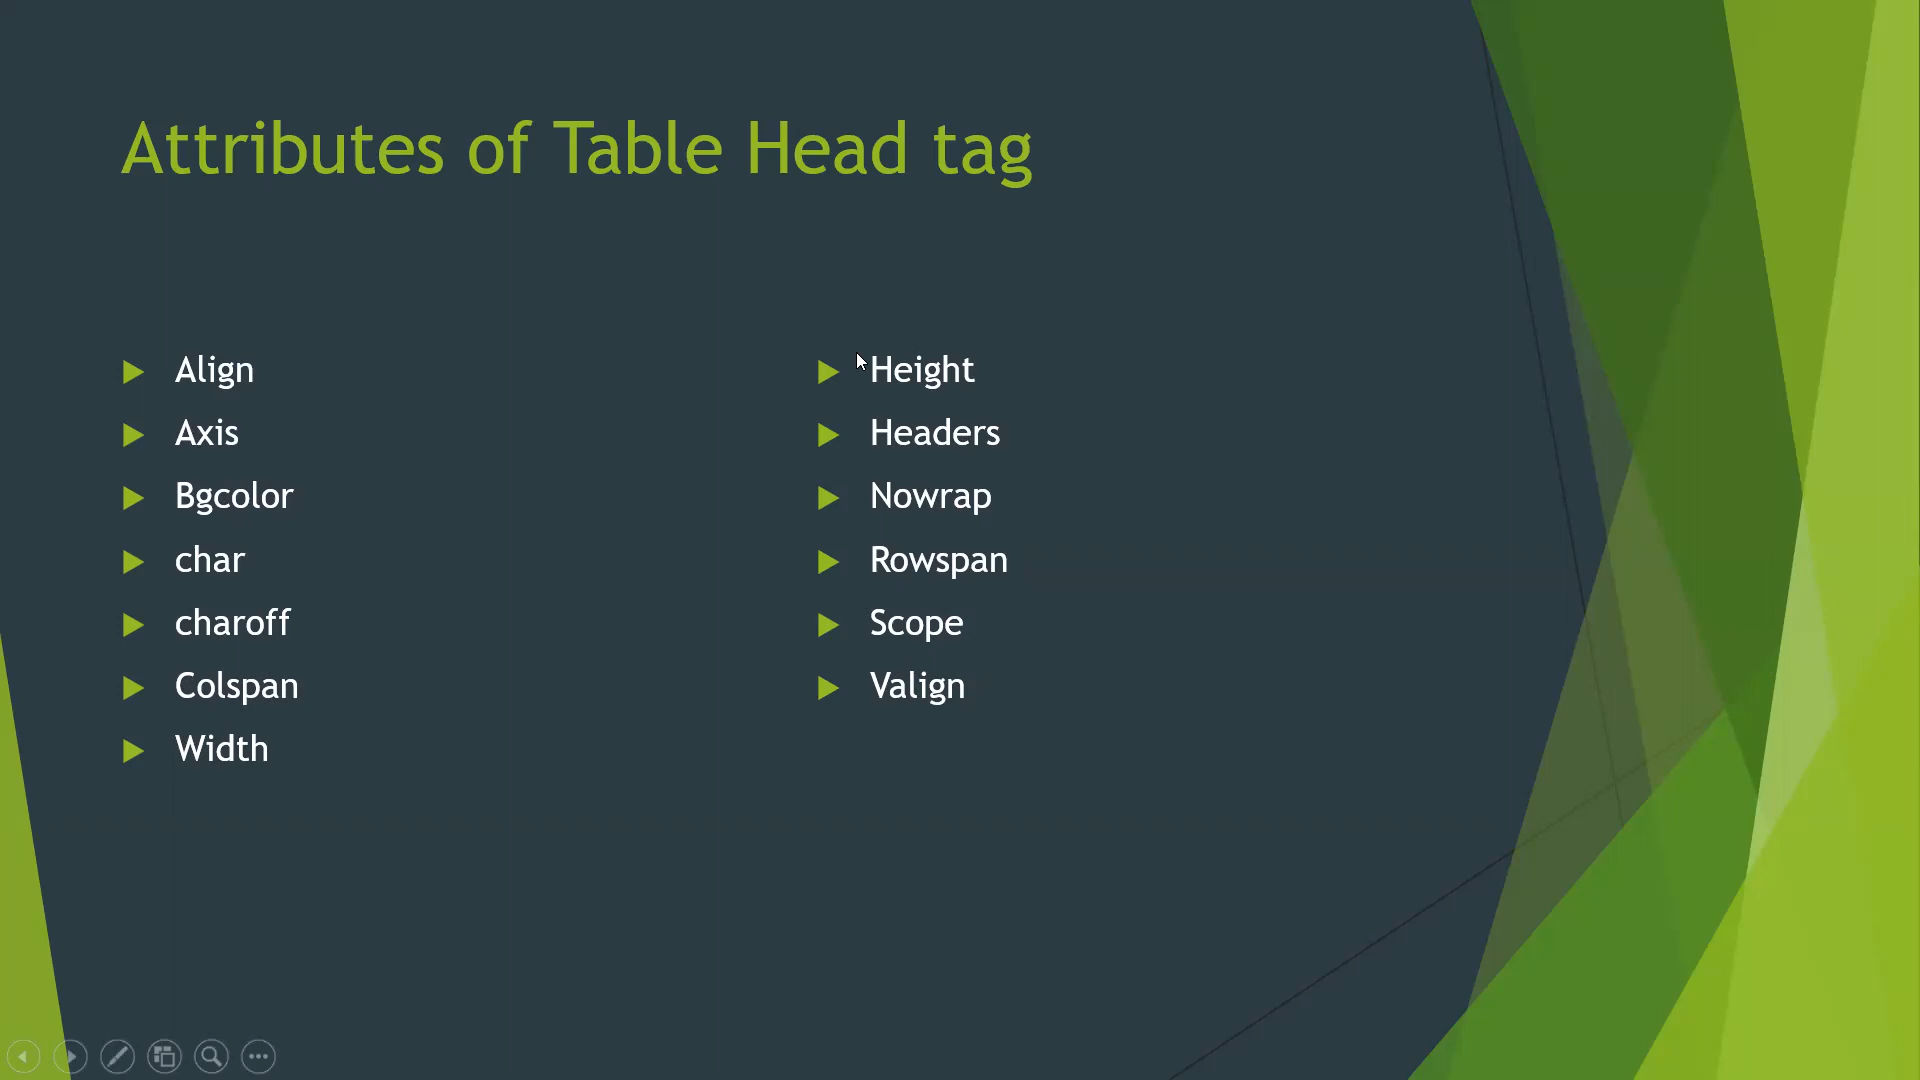 Attributes of Table Head tag
Align
Axis
Bgcolor
char
charoff
Colspan
Width
Height
Headers
Nowrap
Rowspan
Scope
Valign